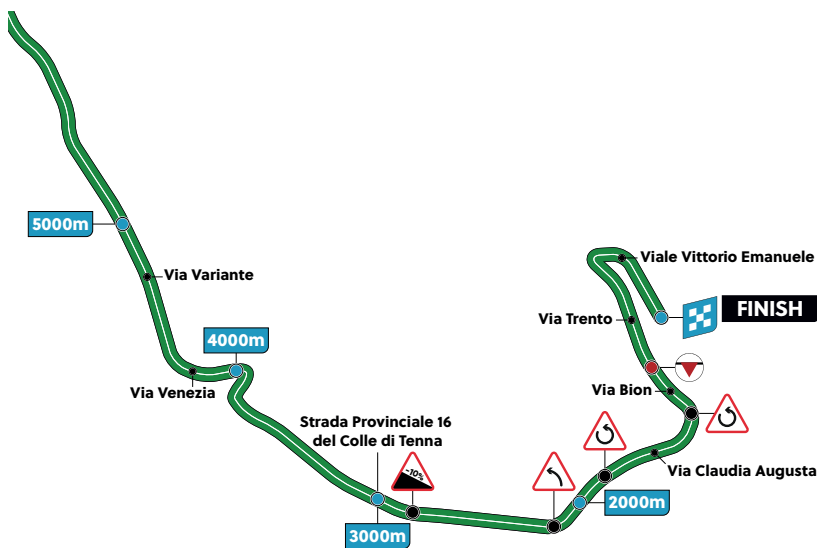 5000m
Via Variante
4000m
Via Venezia
Strada Provinciale 16
del Colle di Tenna
-10%
3000m
2000m
Via Claudia Augusta
Via Bion
Via Trento
Viale Vittorio Emanuele
FINISH